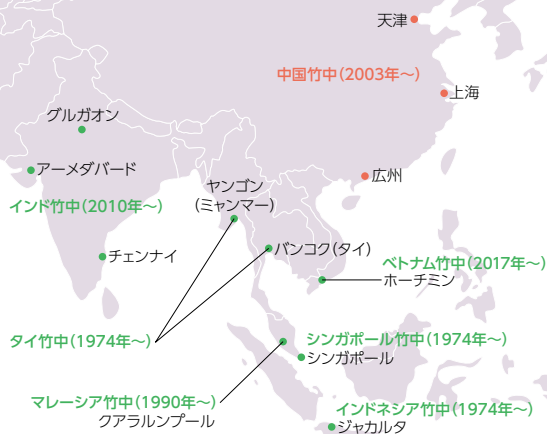 天津
中国竹中(2003年～)
上海
グルガオン
アーメダバード
広州
ヤンゴン
(ミャンマー)
インド竹中(2010年～)
バンコク(タイ)
チェンナイ
ベトナム竹中(2017年～)
ホーチミン
タイ竹中(1974年～)
シンガポール竹中(1974年～)
シンガポール
マレーシア竹中(1990年～)
クアラルンプール
インドネシア竹中(1974年～)
ジャカルタ